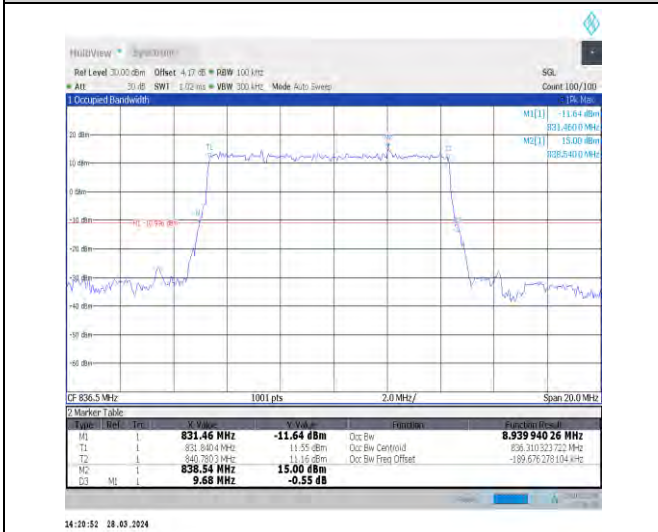 MultiView Spectrum
Ref Level 30.00 dBm Offset 4.17 dB RBW 100 kHz SGL
Att 30 dB SWT 1.02 ms VBW 300 kHz Mode Auto Sweep Count 100/100
1 Occupied Bandwidth 1Pk Max
M1[1] -11.64 dBm
831.4600 MHz
M2[1] 15.00 dBm
838.5400 MHz
20 dBm
10 dBm
0 dBm
-10 dBm
-20 dBm
-30 dBm
-40 dBm
-50 dBm
-60 dBm
CF 836.5 MHz 1001 pts 2.0 MHz/ Span 20.0 MHz
2 Marker Table
Type Ref Trc X Value Y Value Function Function Result
M1 1 831.46 MHz -11.64 dBm Occ Bw 8.939 940 26 MHz
T1 1 831.8404 MHz 11.55 dBm Occ Bw Centroid 836.310 323 722 MHz
T2 1 840.7803 MHz 11.16 dBm Occ Bw Freq Offset -189.676 278 104 kHz
M2 1 838.54 MHz 15.00 dBm
D3 M1 1 9.68 MHz -0.55 dB
14:20:52 28.03.2024